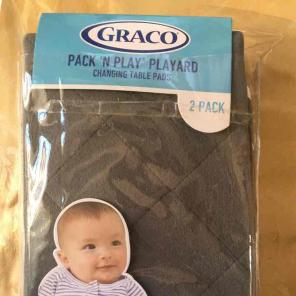 GRACO
PACK 'N PLAY® PLAYARD
CHANGING TABLE PADS
2 PACK